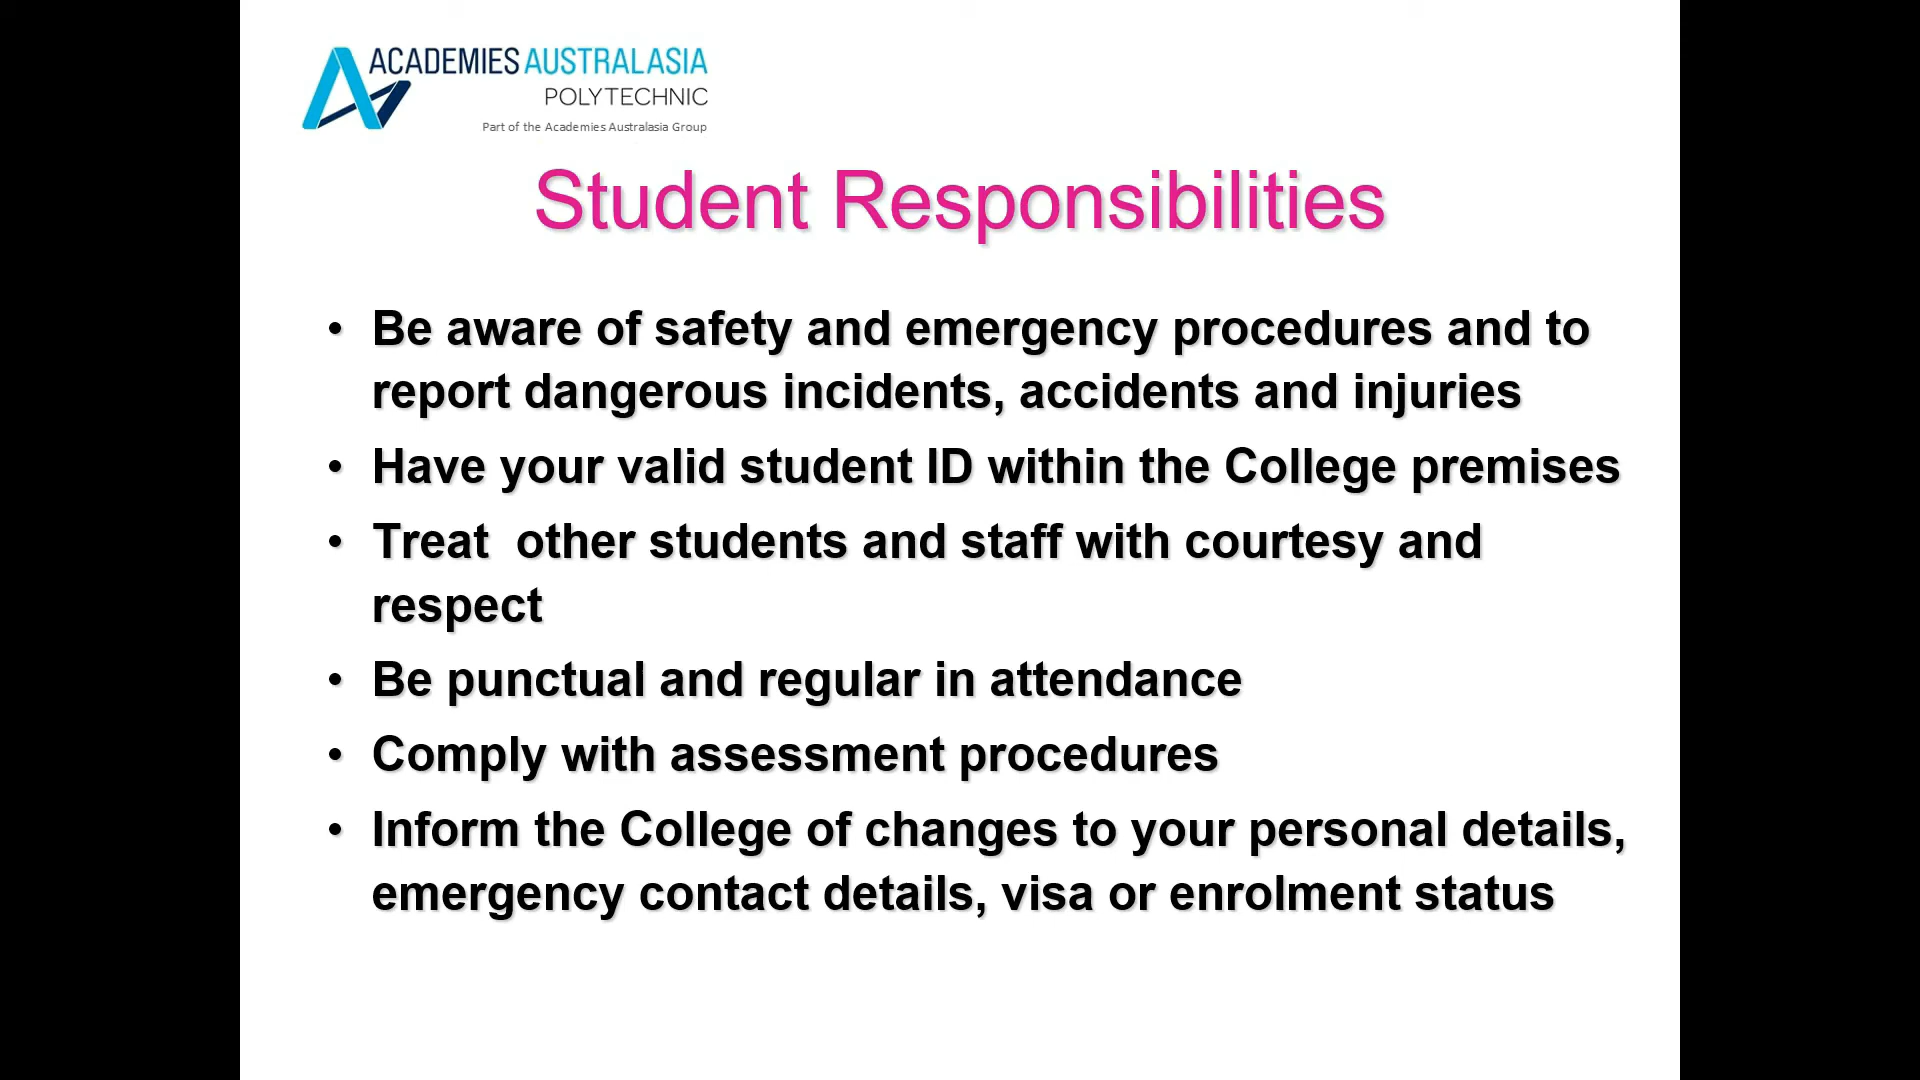 ACADEMIES AUSTRALASIA
POLYTECHNIC
Part of the Academies Australasia Group
Student Responsibilities
• Be aware of safety and emergency procedures and to
report dangerous incidents, accidents and injuries
• Have your valid student ID within the College premises
• Treat  other students and staff with courtesy and
respect
• Be punctual and regular in attendance
• Comply with assessment procedures
• Inform the College of changes to your personal details,
emergency contact details, visa or enrolment status